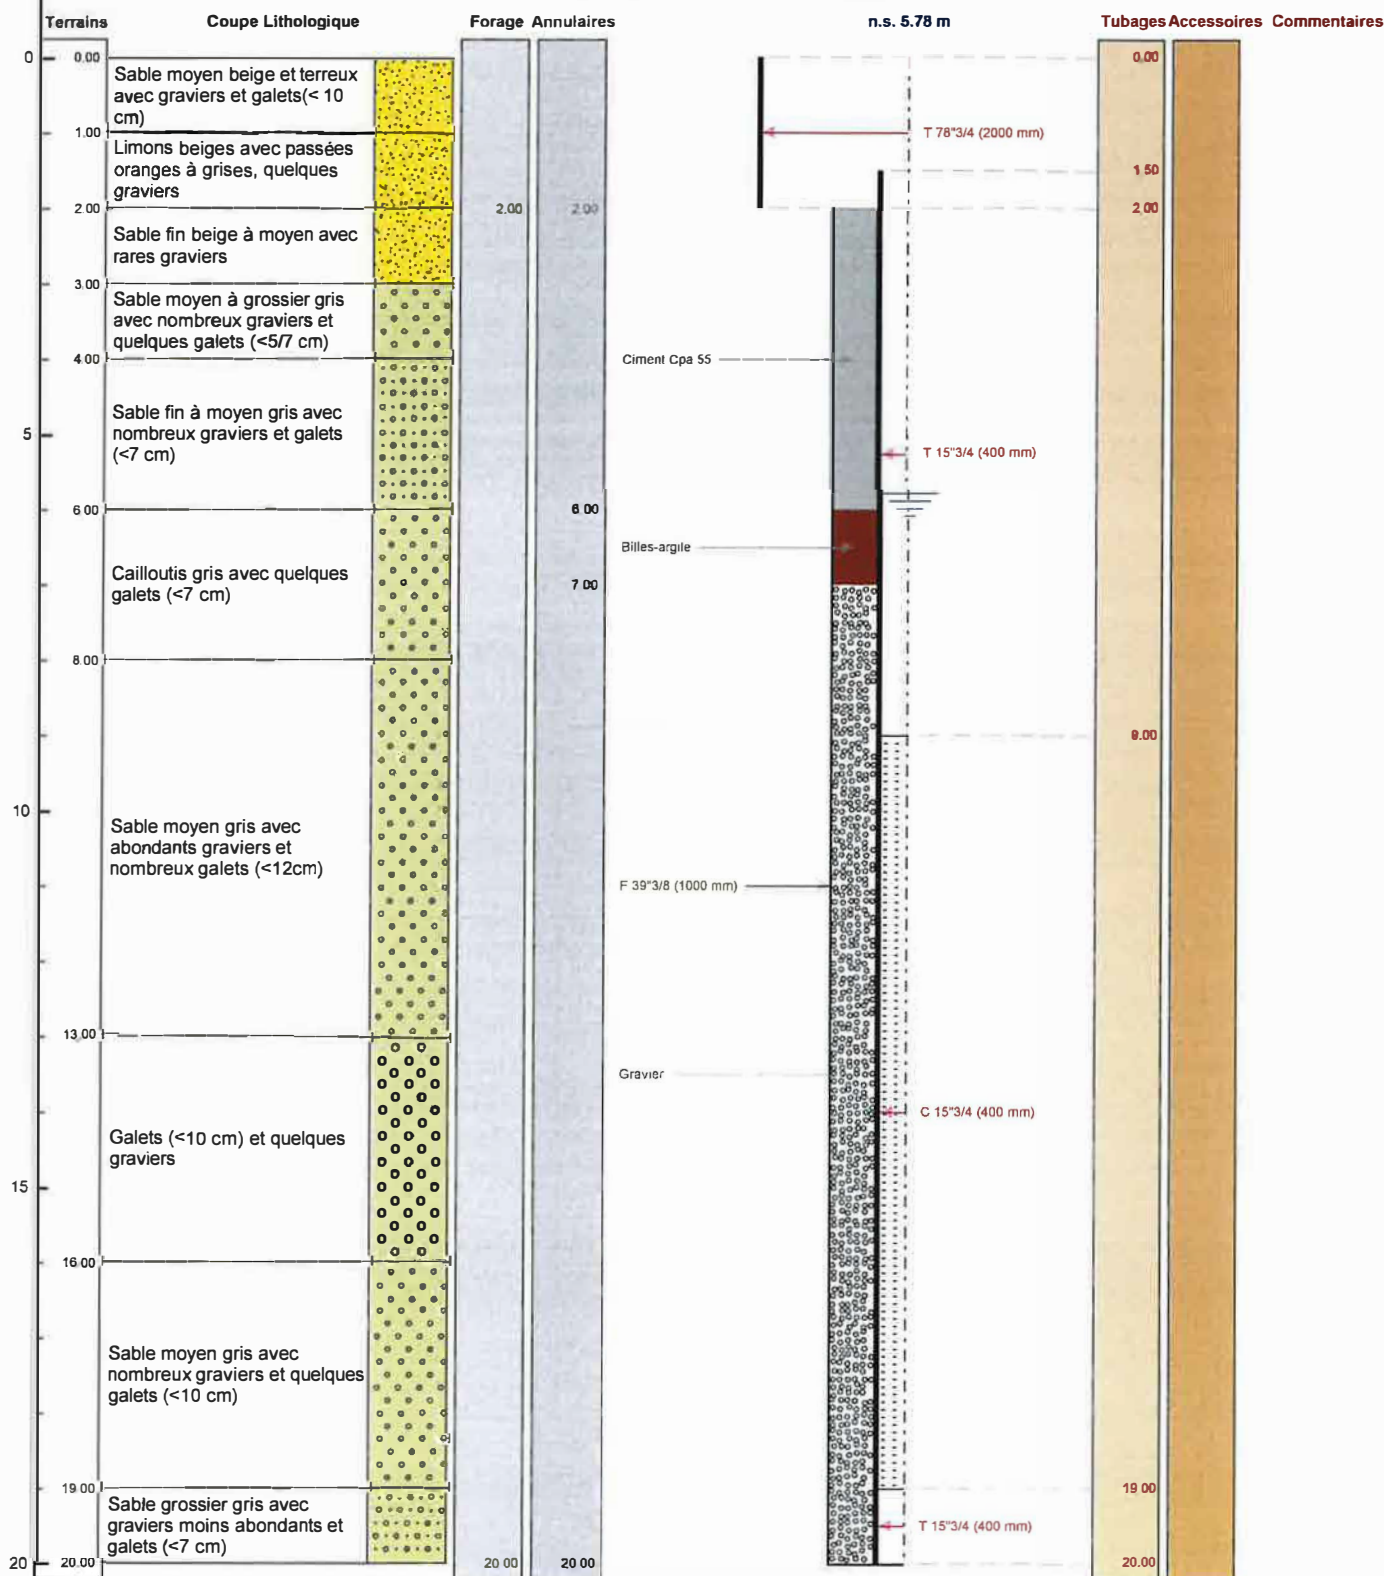 Terrains Coupe Lithologique Forage Annulaires n.s. 5.78 m Tubages Accessoires Commentaires
0 0.00 0.00
Sable moyen beige et terreux
avec graviers et galets(< 10
cm)
T 78"3/4 (2000 mm)
1.00
Limons beiges avec passées
oranges à grises, quelques
graviers
1 50
2.00 2.00 2.00 2.00
Sable fin beige à moyen avec
rares graviers
3.00
Sable moyen à grossier gris
avec nombreux graviers et
quelques galets (<5/7 cm)
4 00 Ciment Cpa 55
Sable fin à moyen gris avec
nombreux graviers et galets
(<7 cm)
5
T 15"3/4 (400 mm)
6 00 6 00
Billes-argile
Cailloutis gris avec quelques
galets (<7 cm)
7 00
8.00
9.00
10
Sable moyen gris avec
abondants graviers et
nombreux galets (<12cm)
F 39"3/8 (1000 mm)
13.00
Gravier
C 15"3/4 (400 mm)
Galets (<10 cm) et quelques
graviers
15
16 00
Sable moyen gris avec
nombreux graviers et quelques
galets (<10 cm)
19.00 19 00
Sable grossier gris avec
graviers moins abondants et
galets (<7 cm)
T 15"3/4 (400 mm)
20 20.00 20 00 20 00 20.00